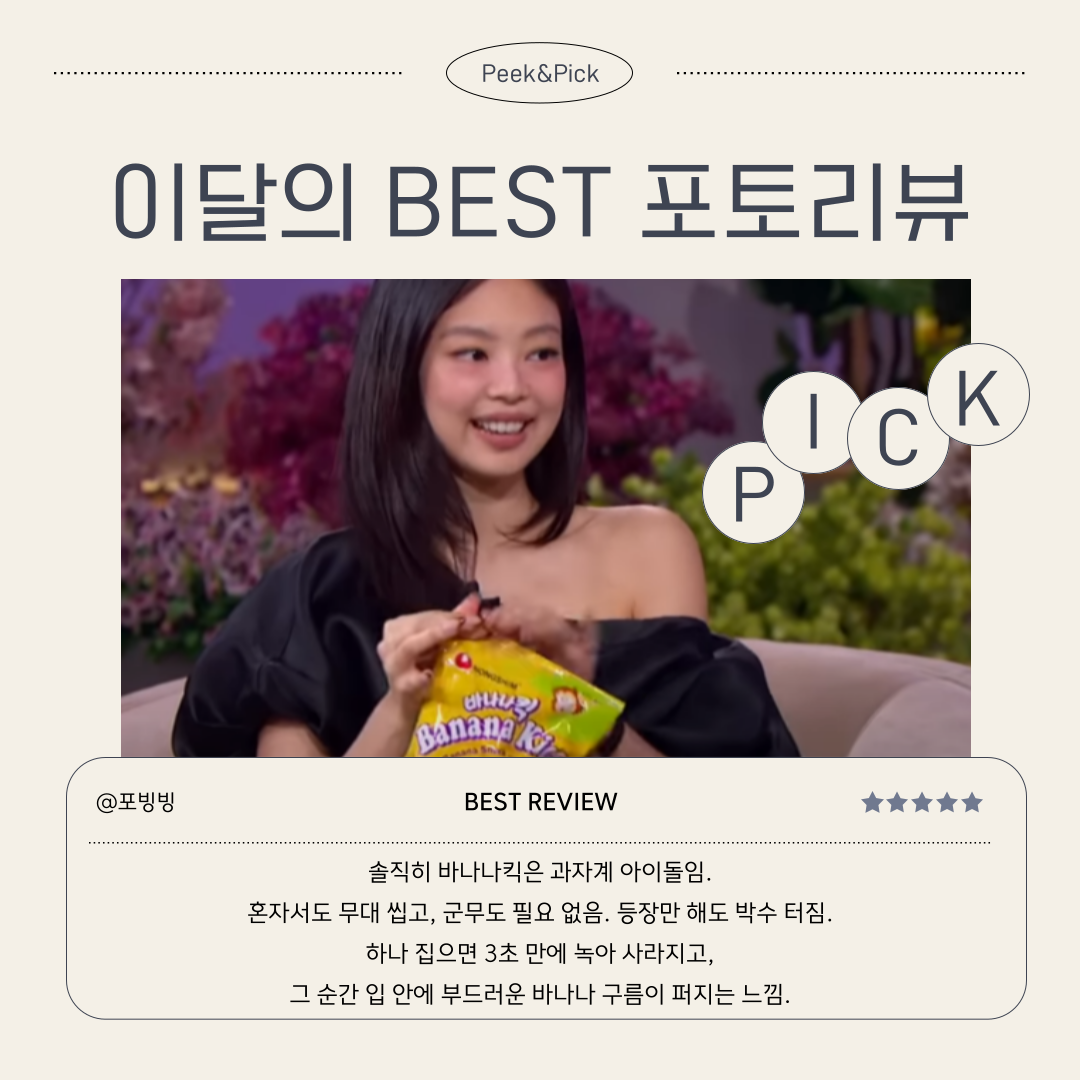 Peek&Pick
이달의 BEST 포토리뷰
PICK
NONGSHIM
바나나킥
Banana Kick
Banana Snack
@포빙빙 BEST REVIEW ★★★★★
솔직히 바나나킥은 과자계 아이돌임.
혼자서도 무대 씹고, 군무도 필요 없음. 등장만 해도 박수 터짐.
하나 집으면 3초 만에 녹아 사라지고,
그 순간 입 안에 부드러운 바나나 구름이 퍼지는 느낌.